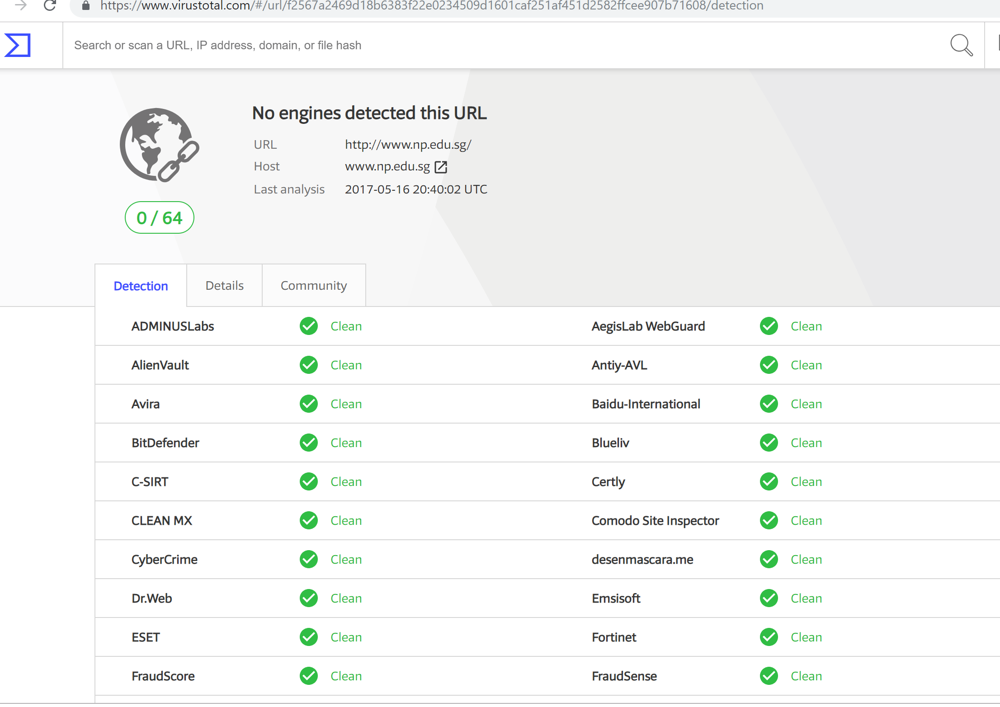 https://www.virustotal.com/#/url/f2567a2469d18b6383f22e0234509d1601caf251af451d2582ffcee907b71608/detection
Search or scan a URL, IP address, domain, or file hash
No engines detected this URL
URL http://www.np.edu.sg/
Host www.np.edu.sg
Last analysis 2017-05-16 20:40:02 UTC
0 / 64
Detection Details Community
ADMINUSLabs Clean AegisLab WebGuard Clean
AlienVault Clean Antiy-AVL Clean
Avira Clean Baidu-International Clean
BitDefender Clean Blueliv Clean
C-SIRT Clean Certly Clean
CLEAN MX Clean Comodo Site Inspector Clean
CyberCrime Clean desenmascara.me Clean
Dr.Web Clean Emsisoft Clean
ESET Clean Fortinet Clean
FraudScore Clean FraudSense Clean